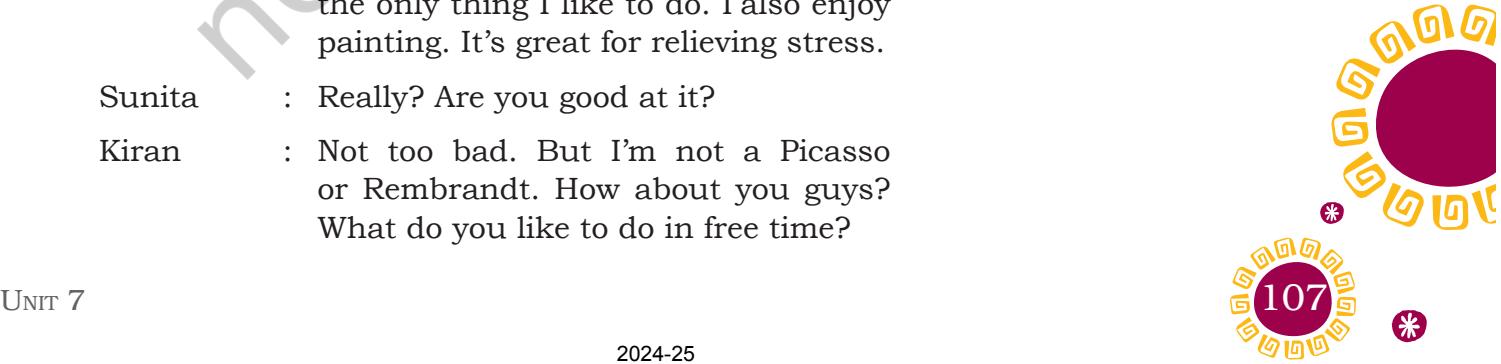 the only thing I like to do. I also enjoy
painting. It’s great for relieving stress.
Sunita : Really? Are you good at it?
Kiran : Not too bad. But I’m not a Picasso
or Rembrandt. How about you guys?
What do you like to do in free time?
UNIT 7
107
2024-25